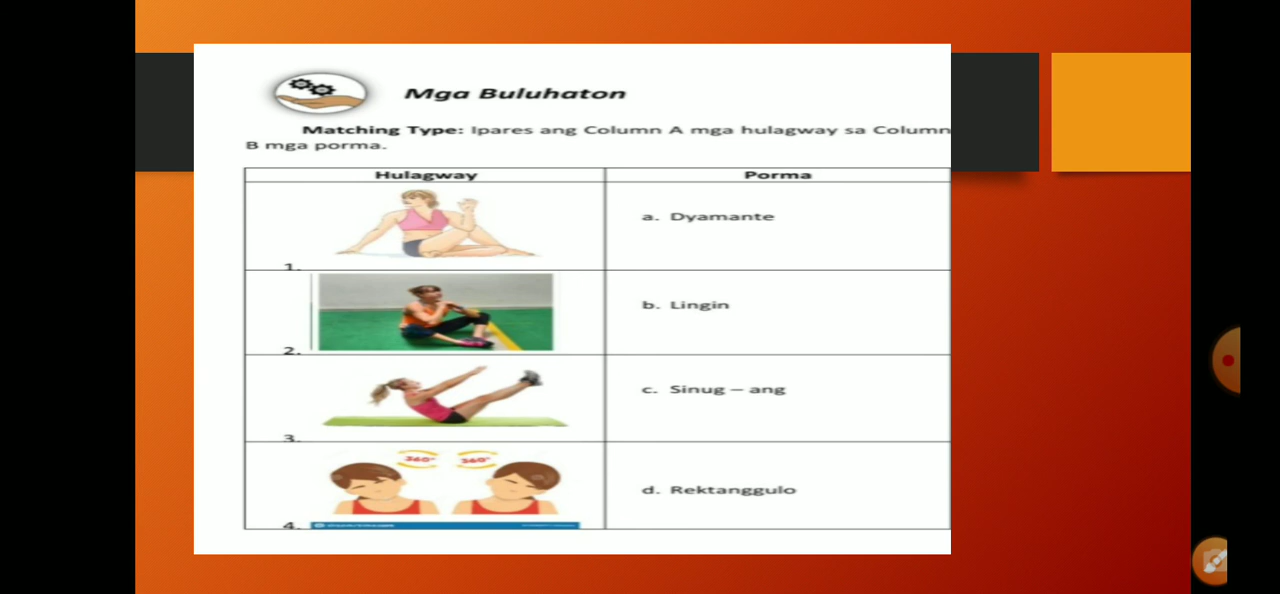 Mga Buluhaton
Matching Type: Ipares ang Column A mga hulagway sa Column
B mga porma.
Hulagway
Porma
1.
a. Dyamante
2.
b. Lingin
3.
c. Sinug – ang
360°
360°
4.
d. Rektanggulo